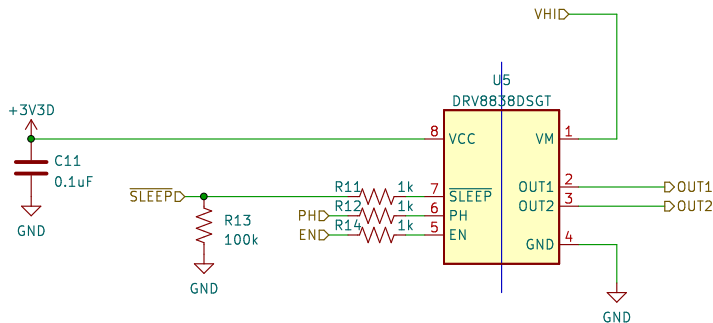 VHI
U5
DRV8838DSGT
+3V3D
C11
0.1uF
GND
8 VCC
VM 1
SLEEP
R11 1k 7 SLEEP
OUT1 2 OUT1
PH R12 1k 6 PH
OUT2 3 OUT2
EN R14 1k 5 EN
GND 4
R13
100k
GND
GND